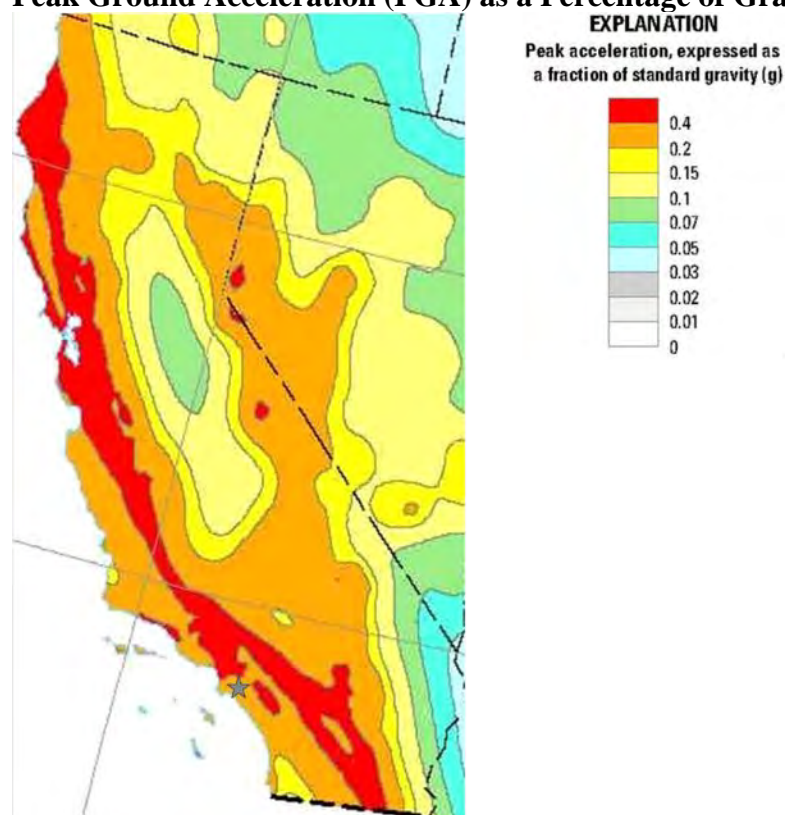 Peak Ground Acceleration (PGA) as a Percentage of Gra
EXPLANATION
Peak acceleration, expressed as
a fraction of standard gravity (g)
0.4
0.2
0.15
0.1
0.07
0.05
0.03
0.02
0.01
0